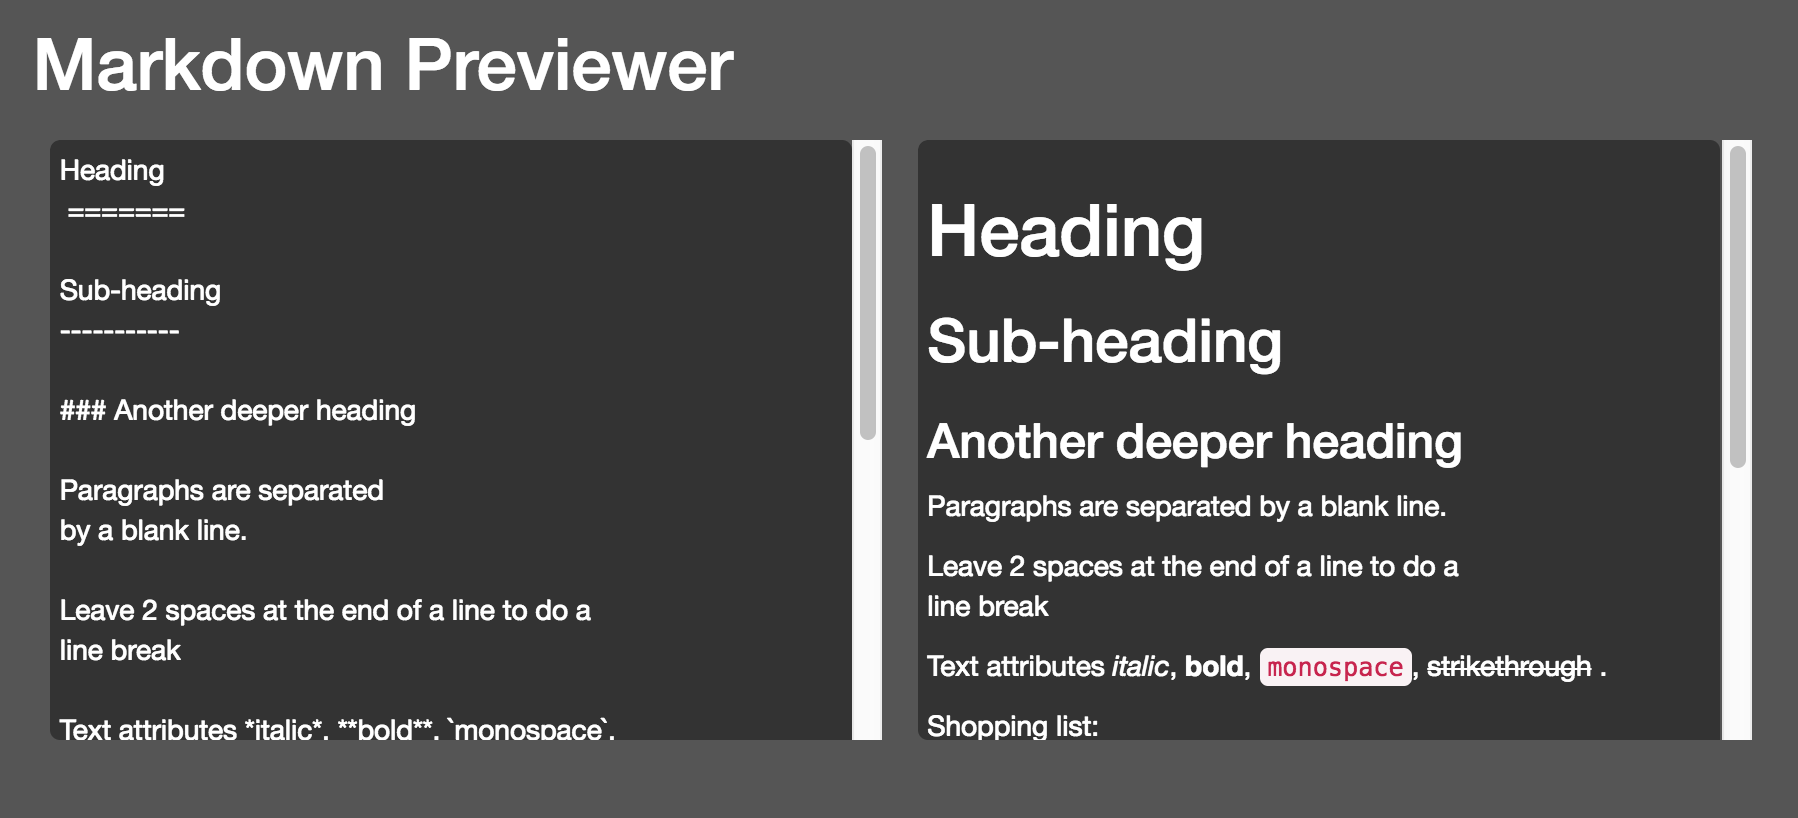 Markdown Previewer
Heading
=======
Sub-heading
-----------
### Another deeper heading
Paragraphs are separated
by a blank line.
Leave 2 spaces at the end of a line to do a
line break
Text attributes *italic*, **bold**, `monospace`,
Heading
Sub-heading
Another deeper heading
Paragraphs are separated by a blank line.
Leave 2 spaces at the end of a line to do a
line break
Text attributes italic, bold, monospace, strikethrough .
Shopping list: